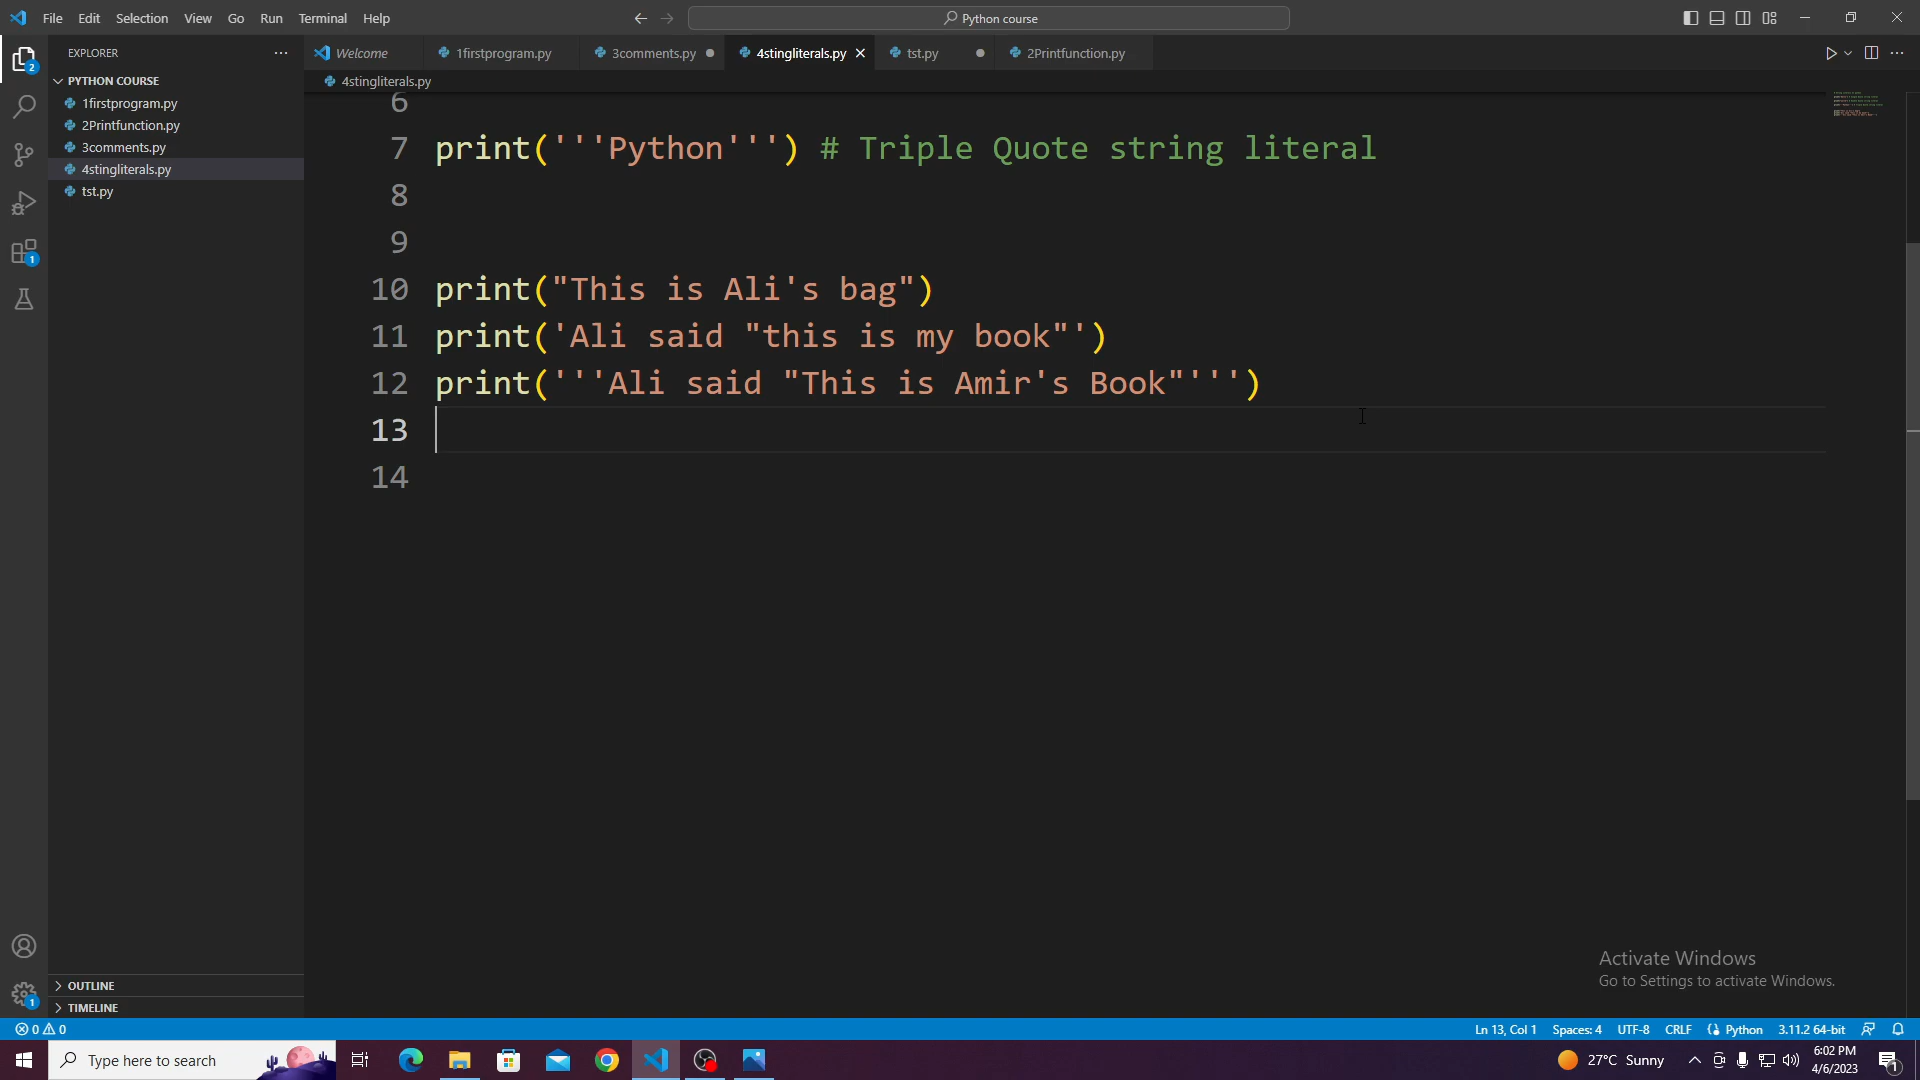 File Edit Selection View Go Run Terminal Help
Python course
EXPLORER
Welcome 1firstprogram.py 3comments.py 4stingliterals.py tst.py 2Printfunction.py
PYTHON COURSE
4stingliterals.py
1firstprogram.py
2Printfunction.py
3comments.py
4stingliterals.py
tst.py
2
1
6
7 print('''Python''') # Triple Quote string literal
8
9
10 print("This is Ali's bag")
11 print('Ali said "this is my book"')
12 print('''Ali said "This is Amir's Book"''')
13
14
Activate Windows
Go to Settings to activate Windows.
OUTLINE
1
TIMELINE
0 0
Ln 13, Col 1 Spaces: 4 UTF-8 CRLF Python 3.11.2 64-bit
Type here to search
27°C Sunny
6:02 PM
4/6/2023
1